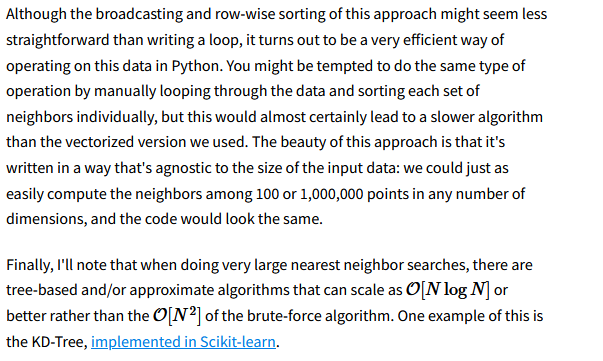 Although the broadcasting and row-wise sorting of this approach might seem less
straightforward than writing a loop, it turns out to be a very efficient way of
operating on this data in Python. You might be tempted to do the same type of
operation by manually looping through the data and sorting each set of
neighbors individually, but this would almost certainly lead to a slower algorithm
than the vectorized version we used. The beauty of this approach is that it's
written in a way that's agnostic to the size of the input data: we could just as
easily compute the neighbors among 100 or 1,000,000 points in any number of
dimensions, and the code would look the same.
Finally, I'll note that when doing very large nearest neighbor searches, there are
tree-based and/or approximate algorithms that can scale as 𝒪[N log N] or
better rather than the 𝒪[N²] of the brute-force algorithm. One example of this is
the KD-Tree, implemented in Scikit-learn.